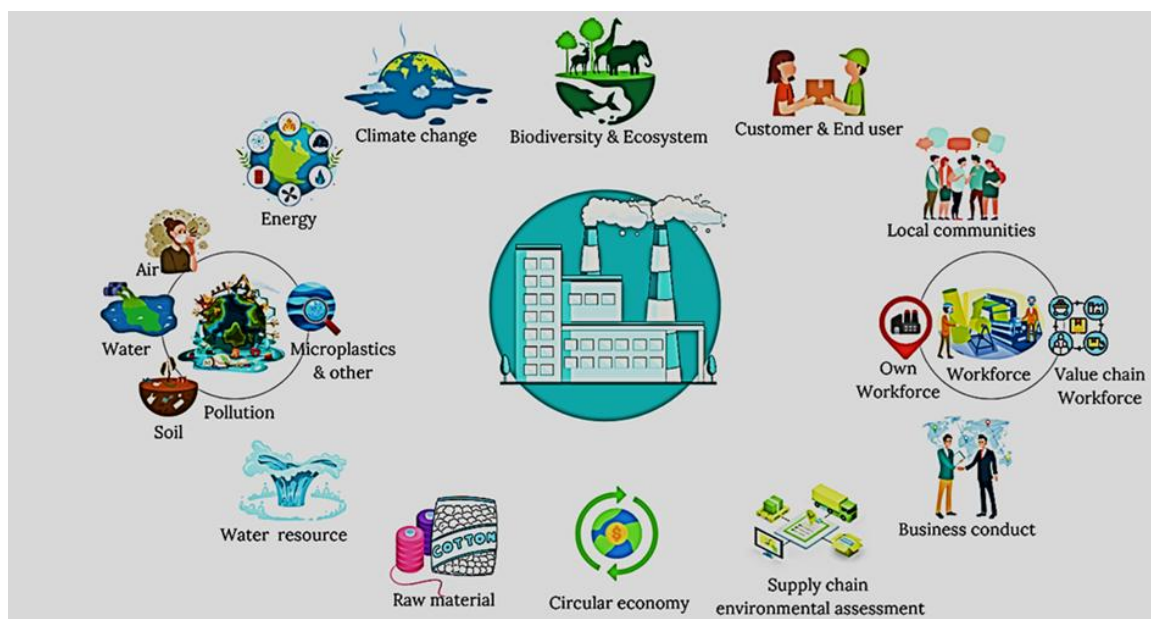 Climate change
Biodiversity & Ecosystem
Customer & End user
Energy
Local communities
Air
Water
Microplastics
& other
Soil
Pollution
Own
Workforce
Workforce
Value chain
Workforce
Water resource
Business conduct
COTTON
Raw material
Circular economy
Supply chain
environmental assessment